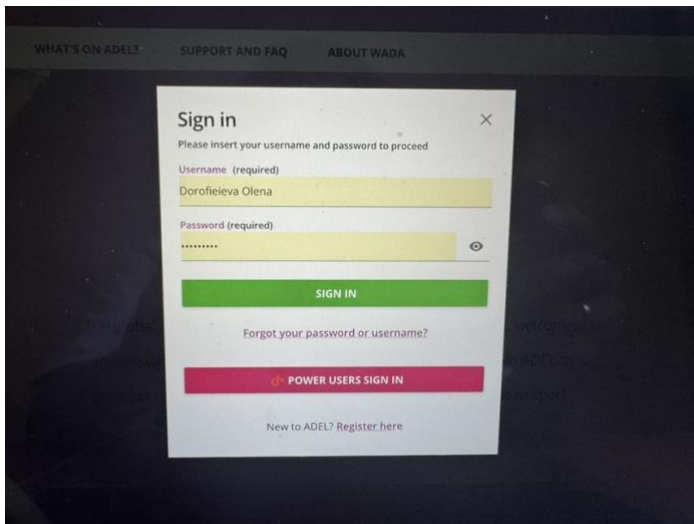 WHAT'S ON ADEL?
SUPPORT AND FAQ
ABOUT WADA
Sign in
Please insert your username and password to proceed
Username (required)
Dorofieieva Olena
Password (required)
•••••••••
SIGN IN
Forgot your password or username?
POWER USERS SIGN IN
New to ADEL? Register here